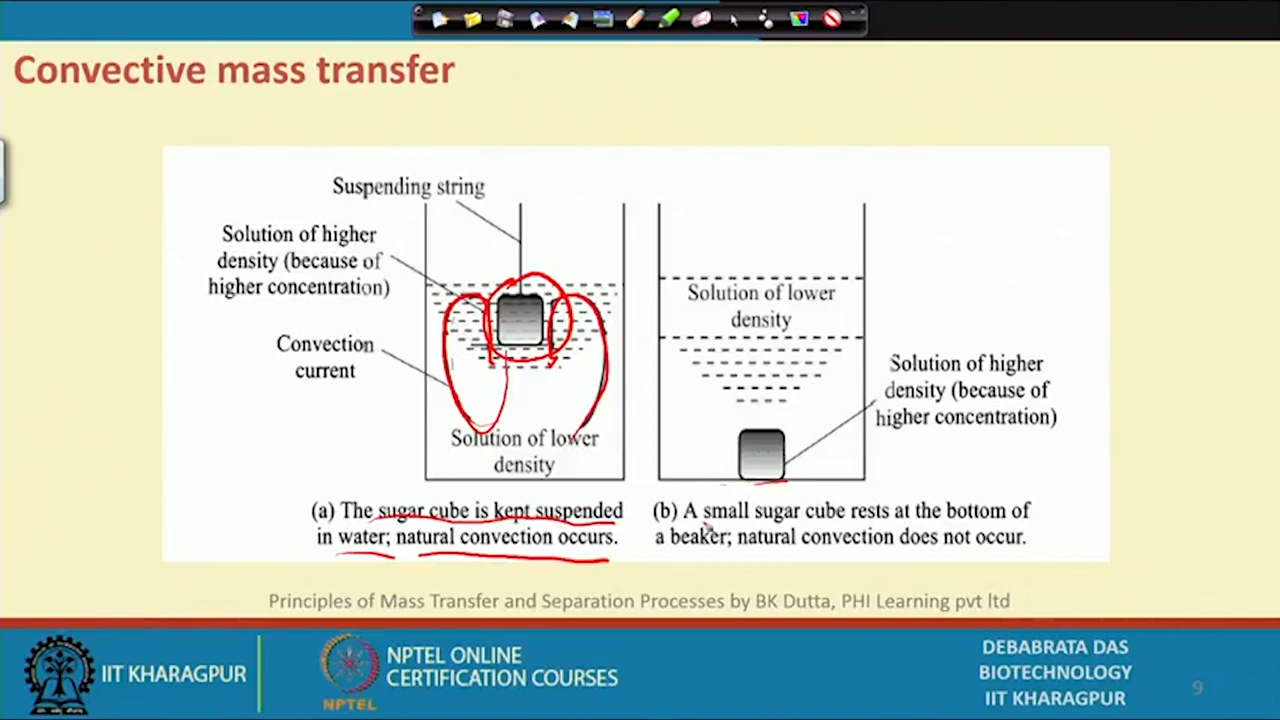 Convective mass transfer
Suspending string
Solution of higher
density (because of
higher concentration)
Convection
current
Solution of lower
density
(a) The sugar cube is kept suspended
in water; natural convection occurs.
Solution of lower
density
Solution of higher
density (because of
higher concentration)
(b) A small sugar cube rests at the bottom of
a beaker; natural convection does not occur.
Principles of Mass Transfer and Separation Processes by BK Dutta, PHI Learning pvt ltd
IIT KHARAGPUR
NPTEL
NPTEL ONLINE
CERTIFICATION COURSES
DEBABRATA DAS
BIOTECHNOLOGY
IIT KHARAGPUR
9